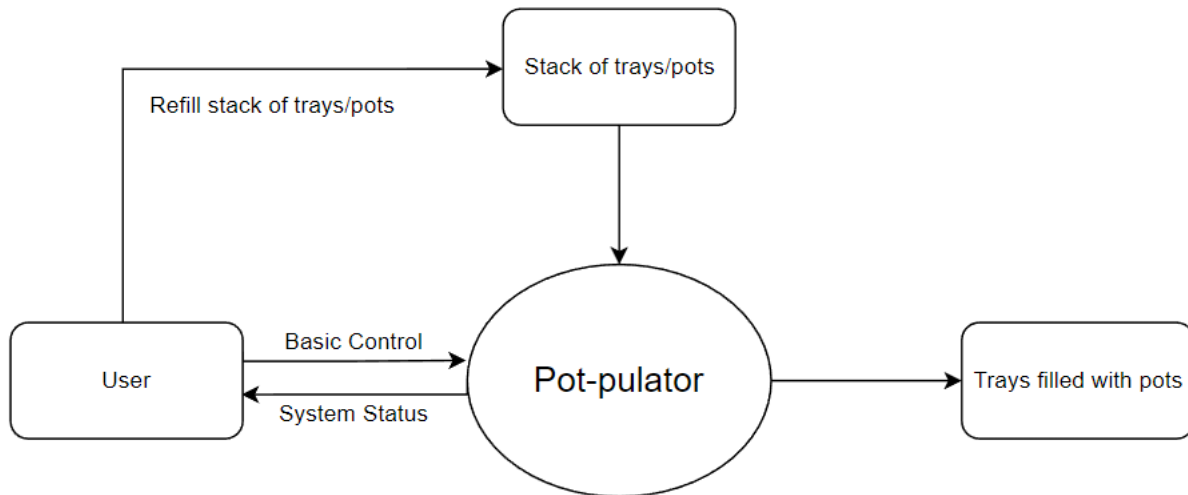 Stack of trays/pots
Refill stack of trays/pots
Basic Control
User
Pot-pulator
Trays filled with pots
System Status